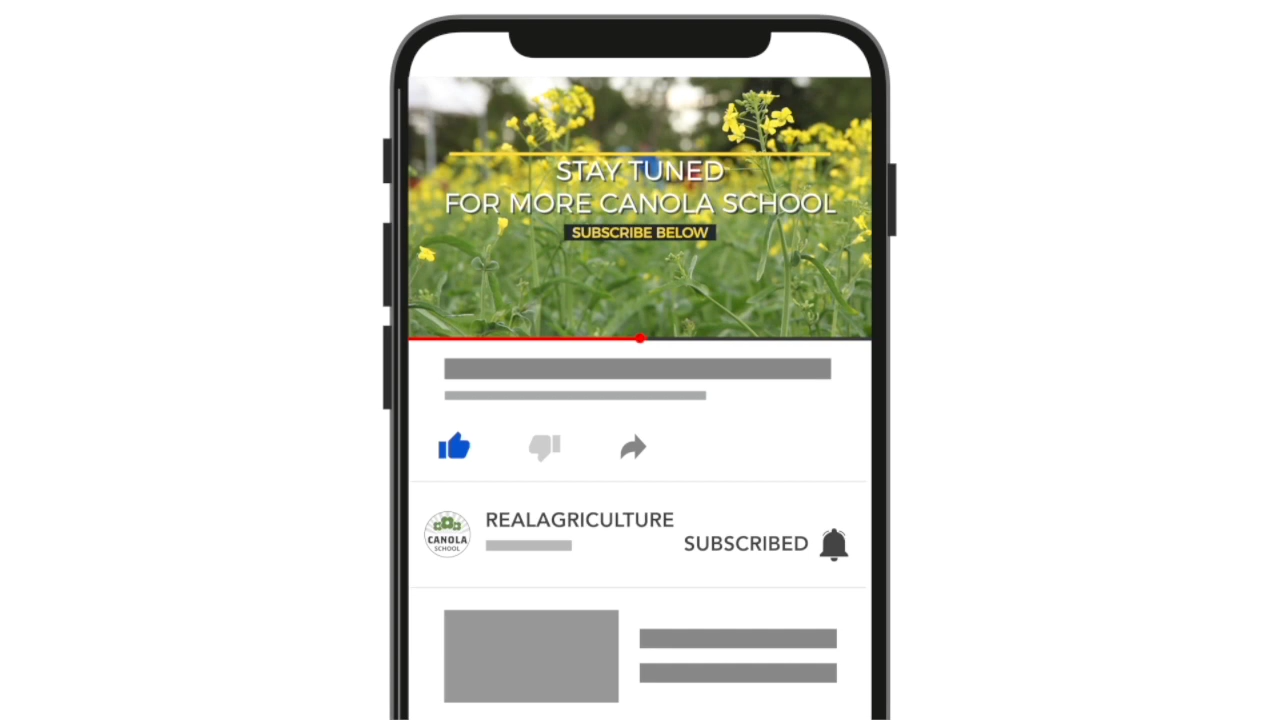 STAY TUNED
FOR MORE CANOLA SCHOOL
SUBSCRIBE BELOW
REALAGRICULTURE
SUBSCRIBED
CANOLA
SCHOOL